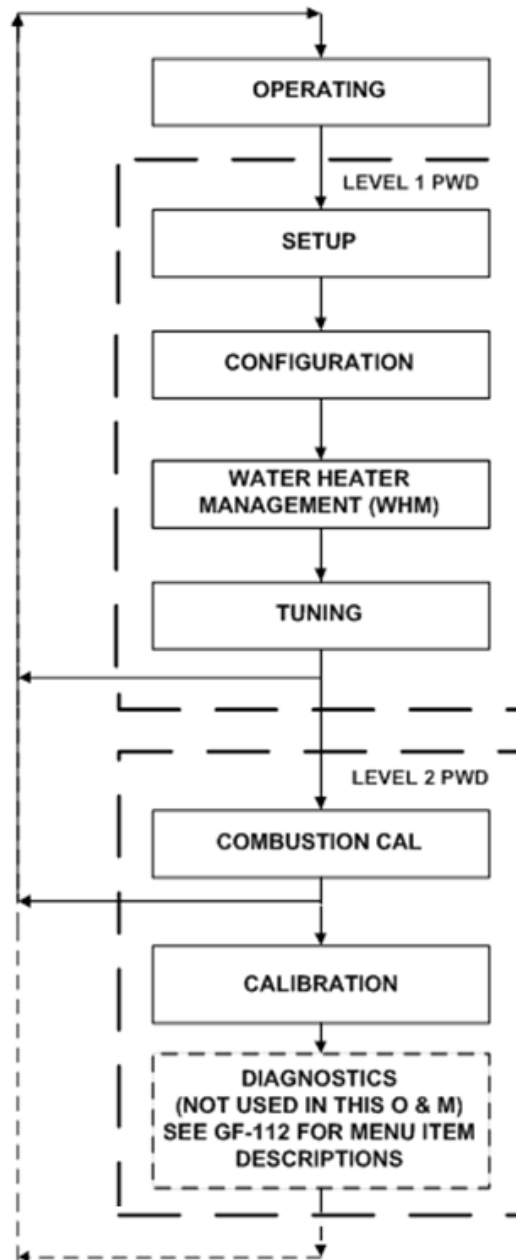 OPERATING
LEVEL 1 PWD
SETUP
CONFIGURATION
WATER HEATER
MANAGEMENT (WHM)
TUNING
LEVEL 2 PWD
COMBUSTION CAL
CALIBRATION
DIAGNOSTICS
(NOT USED IN THIS O & M)
SEE GF-112 FOR MENU ITEM
DESCRIPTIONS